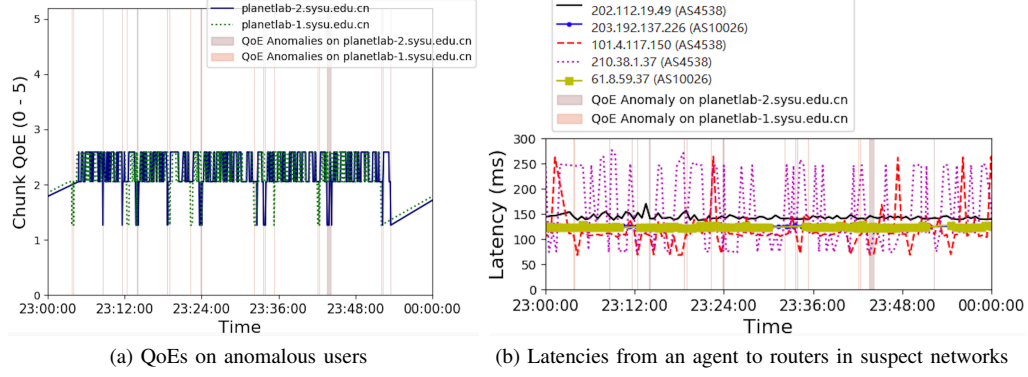 planetlab-2.sysu.edu.cn
planetlab-1.sysu.edu.cn
QoE Anomalies on planetlab-2.sysu.edu.cn
QoE Anomalies on planetlab-1.sysu.edu.cn
Chunk QoE (0 - 5)
5
4
3
2
1
0
23:00:00
23:12:00
23:24:00
23:36:00
23:48:00
00:00:00
Time
(a) QoEs on anomalous users
202.112.19.49 (AS4538)
203.192.137.226 (AS10026)
101.4.117.150 (AS4538)
210.38.1.37 (AS4538)
61.8.59.37 (AS10026)
QoE Anomaly on planetlab-2.sysu.edu.cn
QoE Anomaly on planetlab-1.sysu.edu.cn
Latency (ms)
300
250
200
150
100
50
0
23:00:00
23:12:00
23:24:00
23:36:00
23:48:00
00:00:00
Time
(b) Latencies from an agent to routers in suspect networks